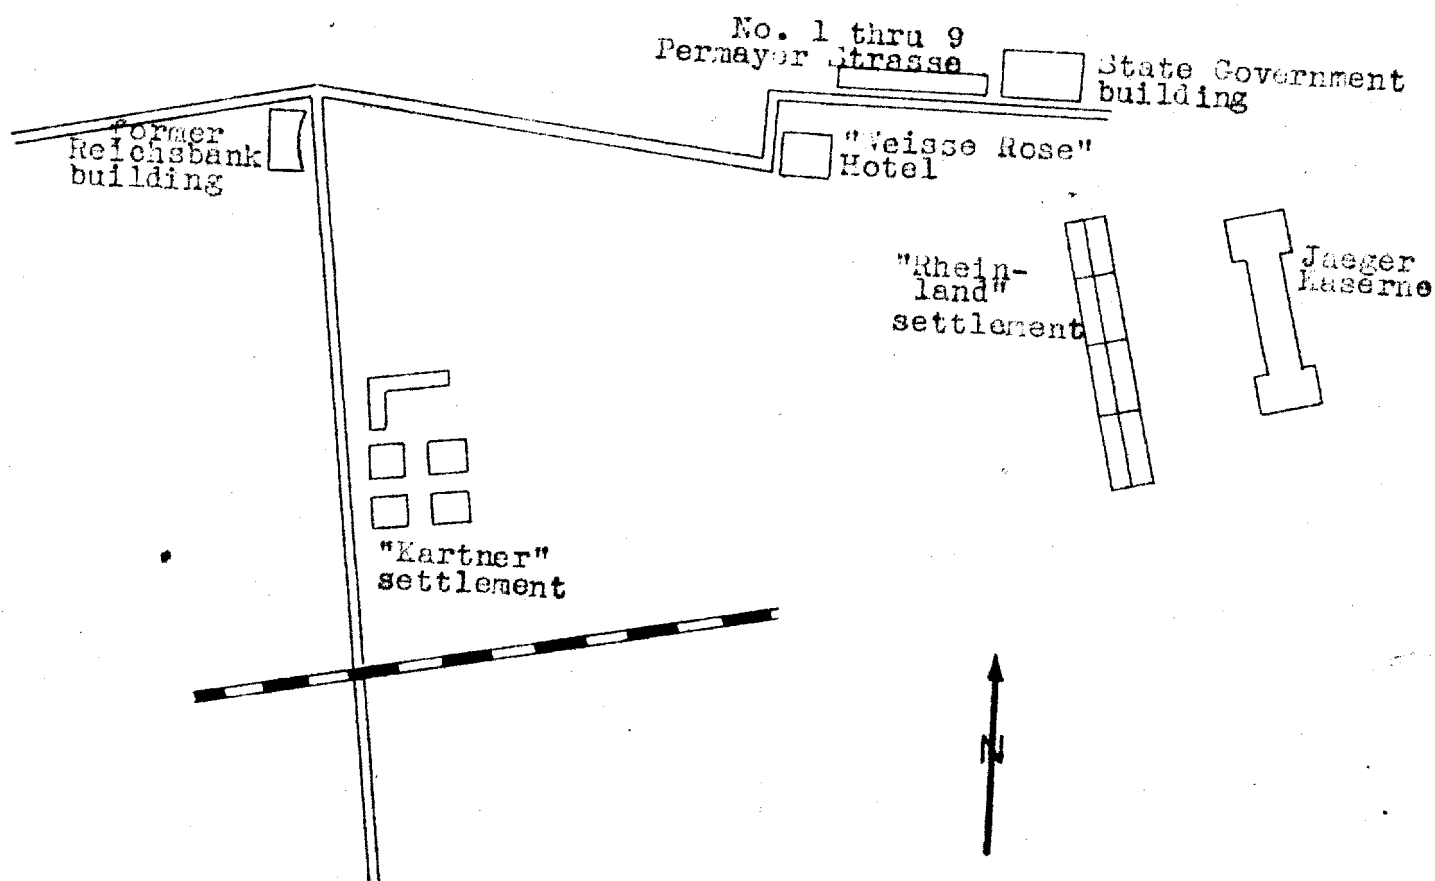 No. 1 thru 9
Permayor Strasse
State Government
building
former
Reichsbank
building
"Weisse Rose"
Hotel
"Rhein-
land"
settlement
Jaeger
Kaserne
"Kartner"
settlement
N